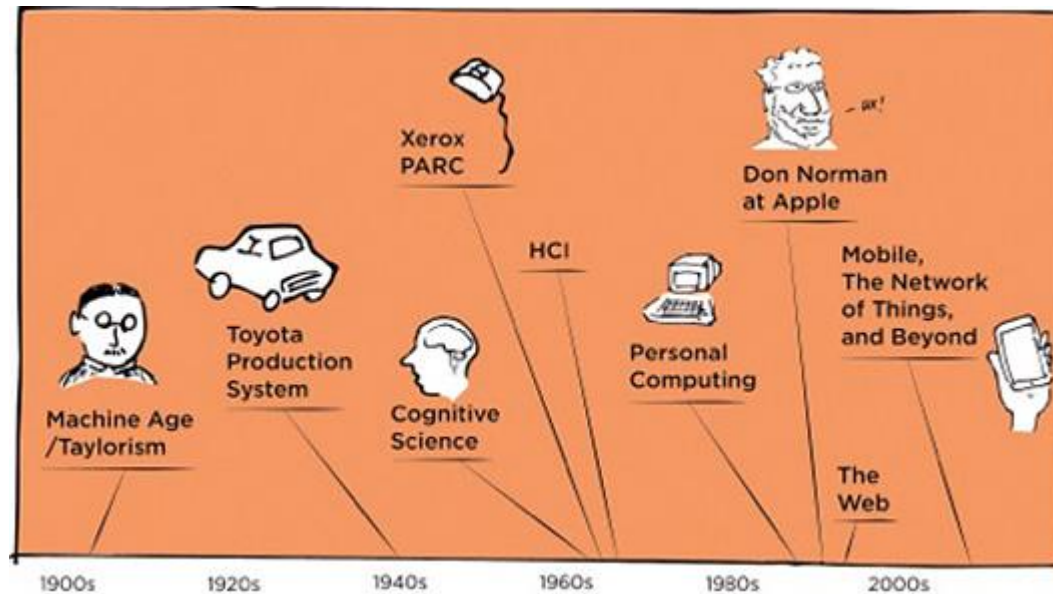 Machine Age
/Taylorism
Toyota
Production
System
Cognitive
Science
Xerox
PARC
HCI
Personal
Computing
Don Norman
at Apple
- ux!
The
Web
Mobile,
The Network
of Things,
and Beyond
1900s
1920s
1940s
1960s
1980s
2000s